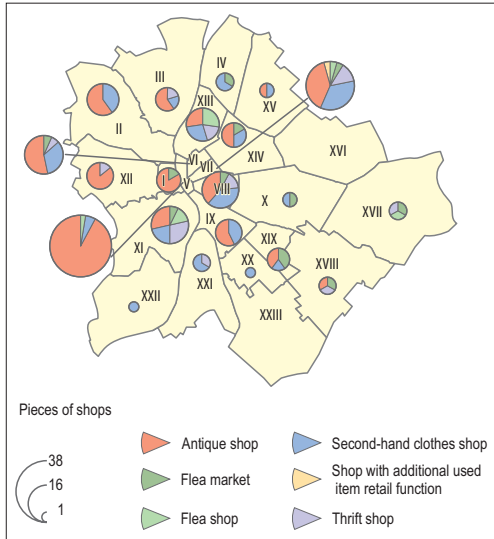 IV
III
XV
XIII
II
XVI
XIV
VI
VII
XII
I
V
VIII
X
XVII
IX
XI
XIX
XX
XVIII
XXI
XXII
XXIII
Pieces of shops
38
16
1
Antique shop
Flea market
Flea shop
Second-hand clothes shop
Shop with additional used
item retail function
Thrift shop